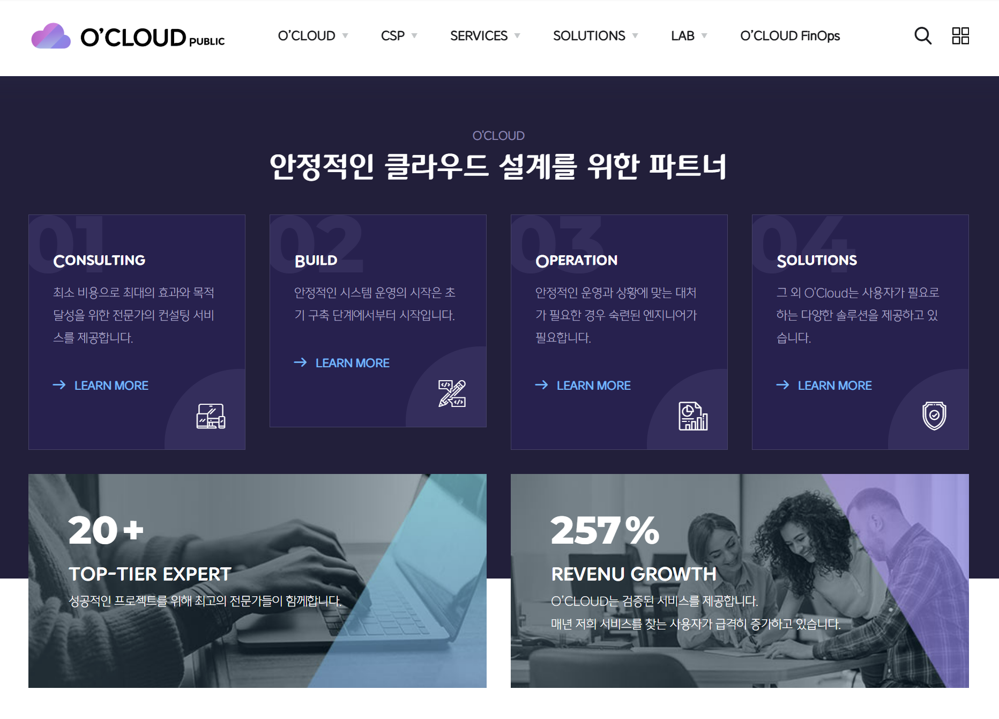 O'CLOUD PUBLIC
O'CLOUD
CSP
SERVICES
SOLUTIONS
LAB
O'CLOUD FinOps
O'CLOUD
안정적인 클라우드 설계를 위한 파트너
01
CONSULTING
최소 비용으로 최대의 효과와 목적
달성을 위한 전문가의 컨설팅 서비
스를 제공합니다.
LEARN MORE
02
BUILD
안정적인 시스템 운영의 시작은 초
기 구축 단계에서부터 시작입니다.
LEARN MORE
03
OPERATION
안정적인 운영과 상황에 맞는 대처
가 필요한 경우 숙련된 엔지니어가
필요합니다.
LEARN MORE
04
SOLUTIONS
그 외 O'Cloud는 사용자가 필요로
하는 다양한 솔루션을 제공하고 있
습니다.
LEARN MORE
20+
TOP-TIER EXPERT
성공적인 프로젝트를 위해 최고의 전문가들이 함께합니다.
257%
REVENU GROWTH
O'CLOUD는 검증된 서비스를 제공합니다.
매년 저희 서비스를 찾는 사용자가 급격히 증가하고 있습니다.